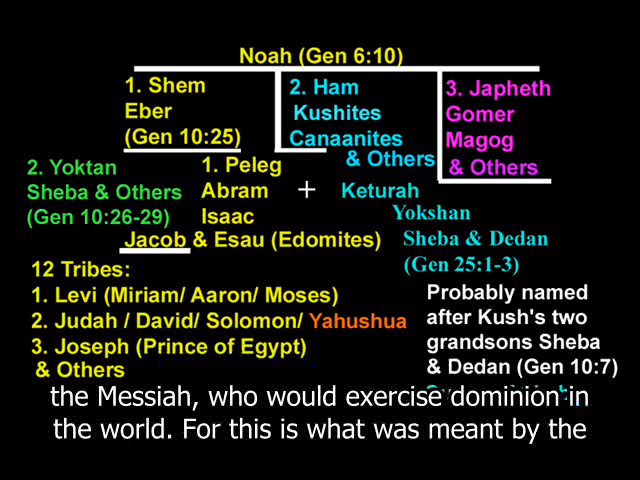 Noah (Gen 6:10)
1. Shem
Eber
(Gen 10:25)
2. Ham
Kushites
Canaanites
& Others
3. Japheth
Gomer
Magog
& Others
2. Yoktan
Sheba & Others
(Gen 10:26-29)
1. Peleg
Abram + Keturah
Isaac
Jacob & Esau (Edomites)
Yokshan
Sheba & Dedan
(Gen 25:1-3)
12 Tribes:
1. Levi (Miriam/ Aaron/ Moses)
2. Judah / David/ Solomon/ Yahushua
3. Joseph (Prince of Egypt)
& Others
Probably named
after Kush's two
grandsons Sheba
& Dedan (Gen 10:7)
the Messiah, who would exercise dominion in
the world. For this is what was meant by the